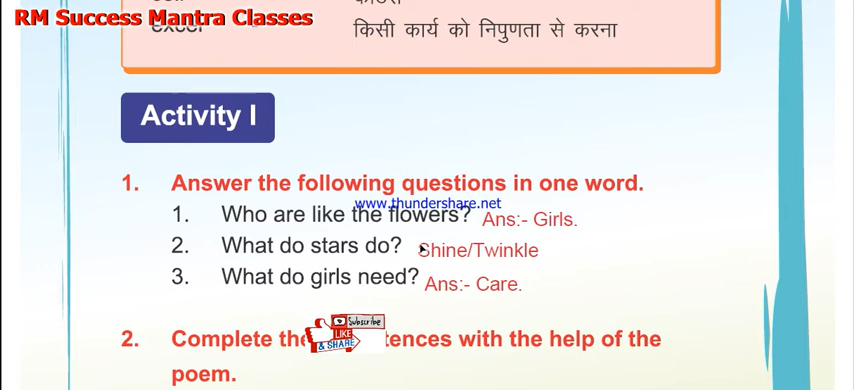 RM Success Mantra Classes
excel किसी कार्य को निपुणता से करना
Activity I
1. Answer the following questions in one word.
www.thundershare.net
1. Who are like the flowers? Ans:- Girls.
2. What do stars do? Shine/Twinkle
3. What do girls need? Ans:- Care.
Subscribe
LIKE
& SHARE
2. Complete the tences with the help of the
poem.